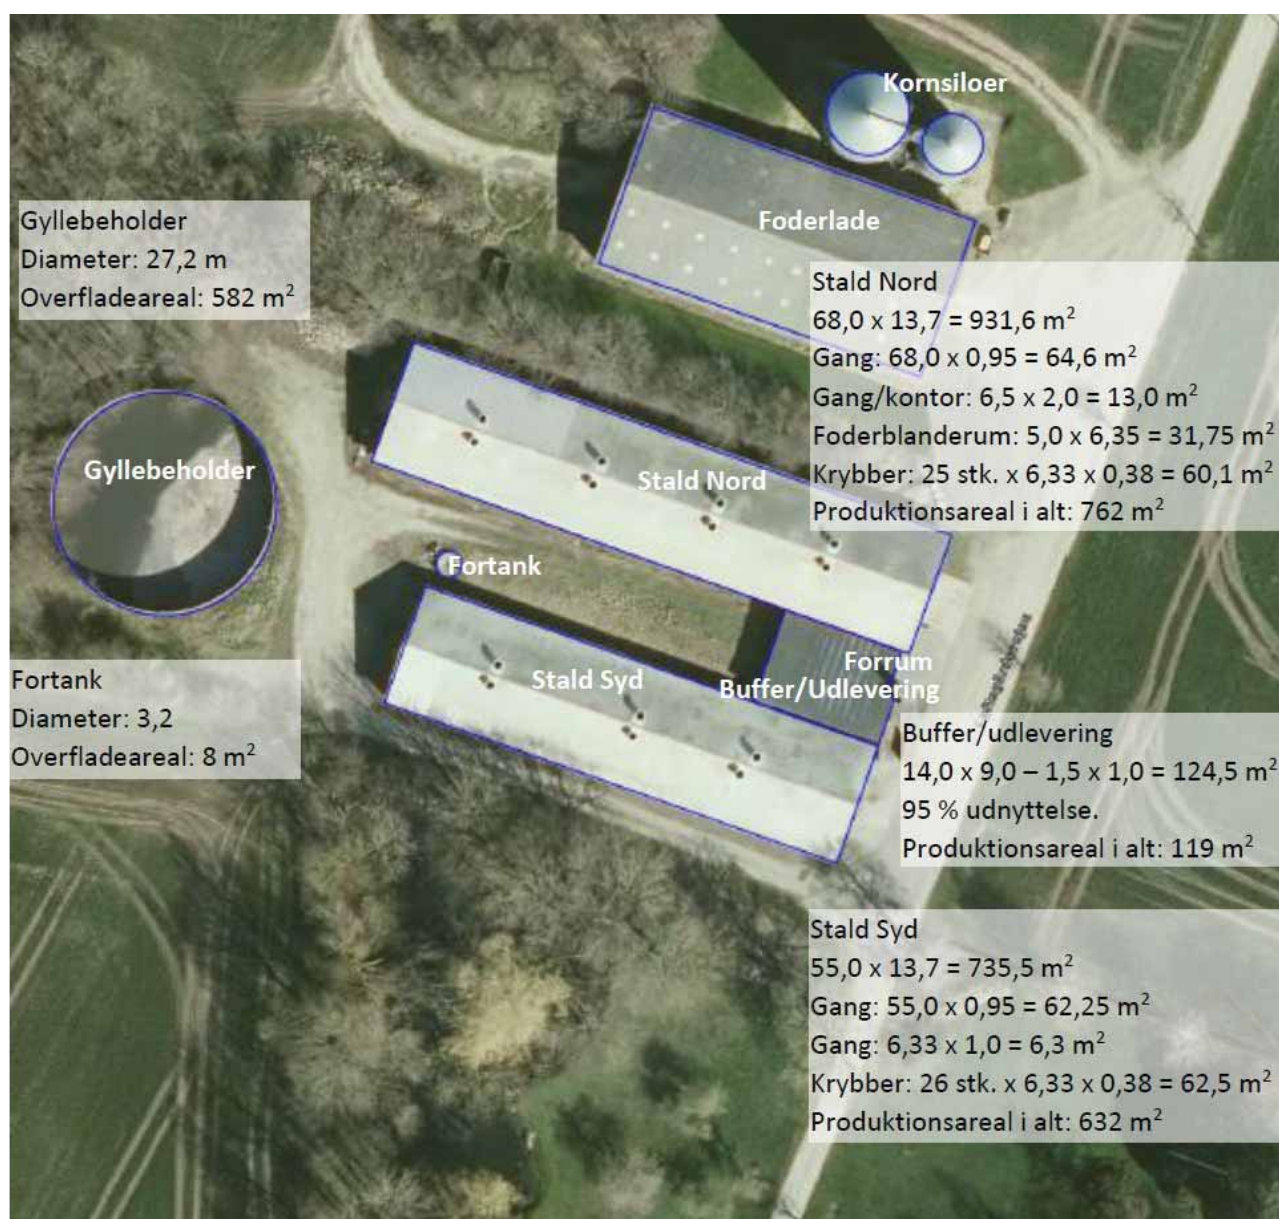 Kornsiloer
Foderlade
Gyllebeholder
Diameter: 27,2 m
Overfladeareal: 582 m²
Stald Nord
68,0 x 13,7 = 931,6 m²
Gang: 68,0 x 0,95 = 64,6 m²
Gang/kontor: 6,5 x 2,0 = 13,0 m²
Foderblanderum: 5,0 x 6,35 = 31,75 m²
Krybber: 25 stk. x 6,33 x 0,38 = 60,1 m²
Produktionsareal i alt: 762 m²
Gyllebeholder
Stald Nord
Fortank
Stald Syd
Forrum
Buffer/Udlevering
Fortank
Diameter: 3,2
Overfladeareal: 8 m²
Buffer/udlevering
14,0 x 9,0 – 1,5 x 1,0 = 124,5 m²
95 % udnyttelse.
Produktionsareal i alt: 119 m²
Stald Syd
55,0 x 13,7 = 735,5 m²
Gang: 55,0 x 0,95 = 62,25 m²
Gang: 6,33 x 1,0 = 6,3 m²
Krybber: 26 stk. x 6,33 x 0,38 = 62,5 m²
Produktionsareal i alt: 632 m²